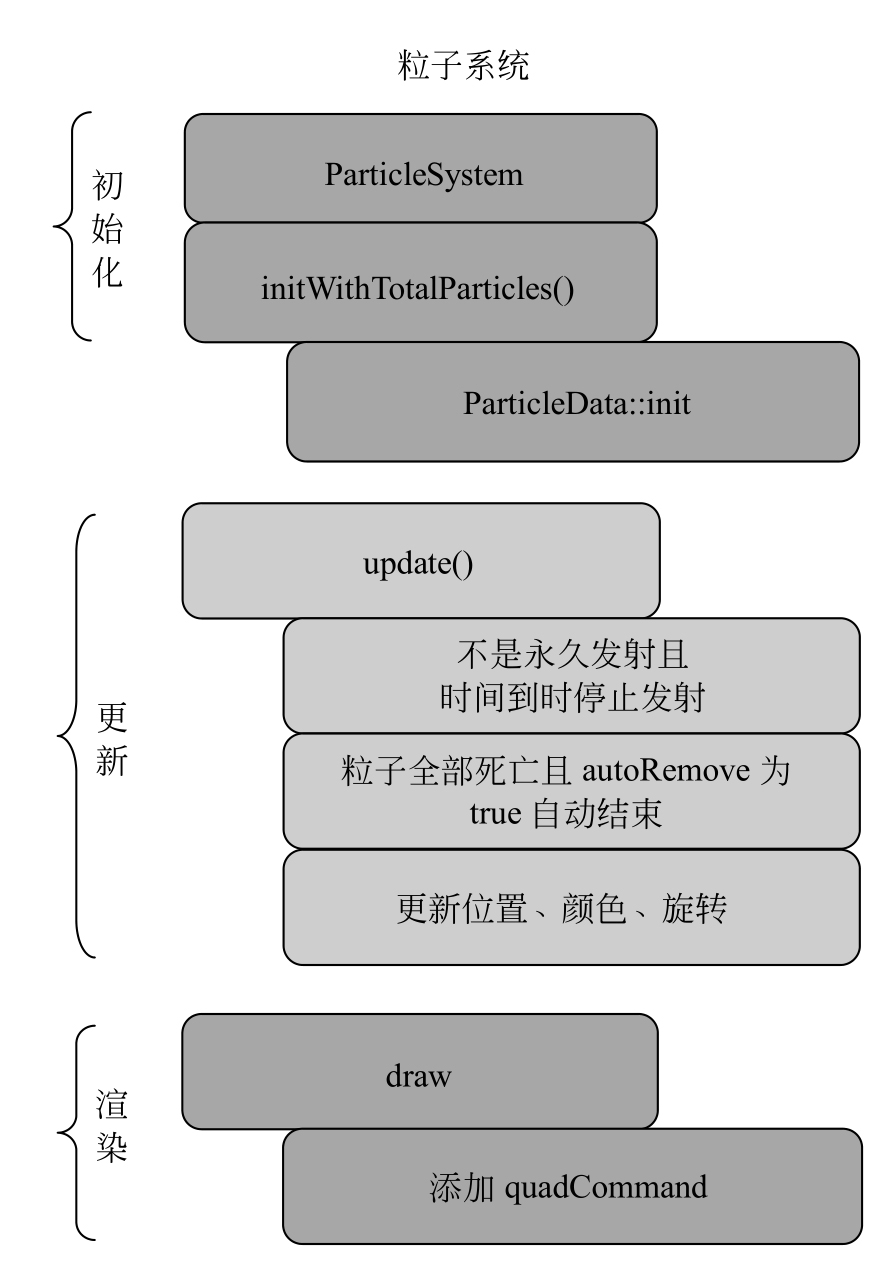 粒子系统
初
始
化
ParticleSystem
initWithTotalParticles()
ParticleData::init
更
新
update()
不是永久发射且
时间到时停止发射
粒子全部死亡且 autoRemove 为
true 自动结束
更新位置、颜色、旋转
渲
染
draw
添加 quadCommand